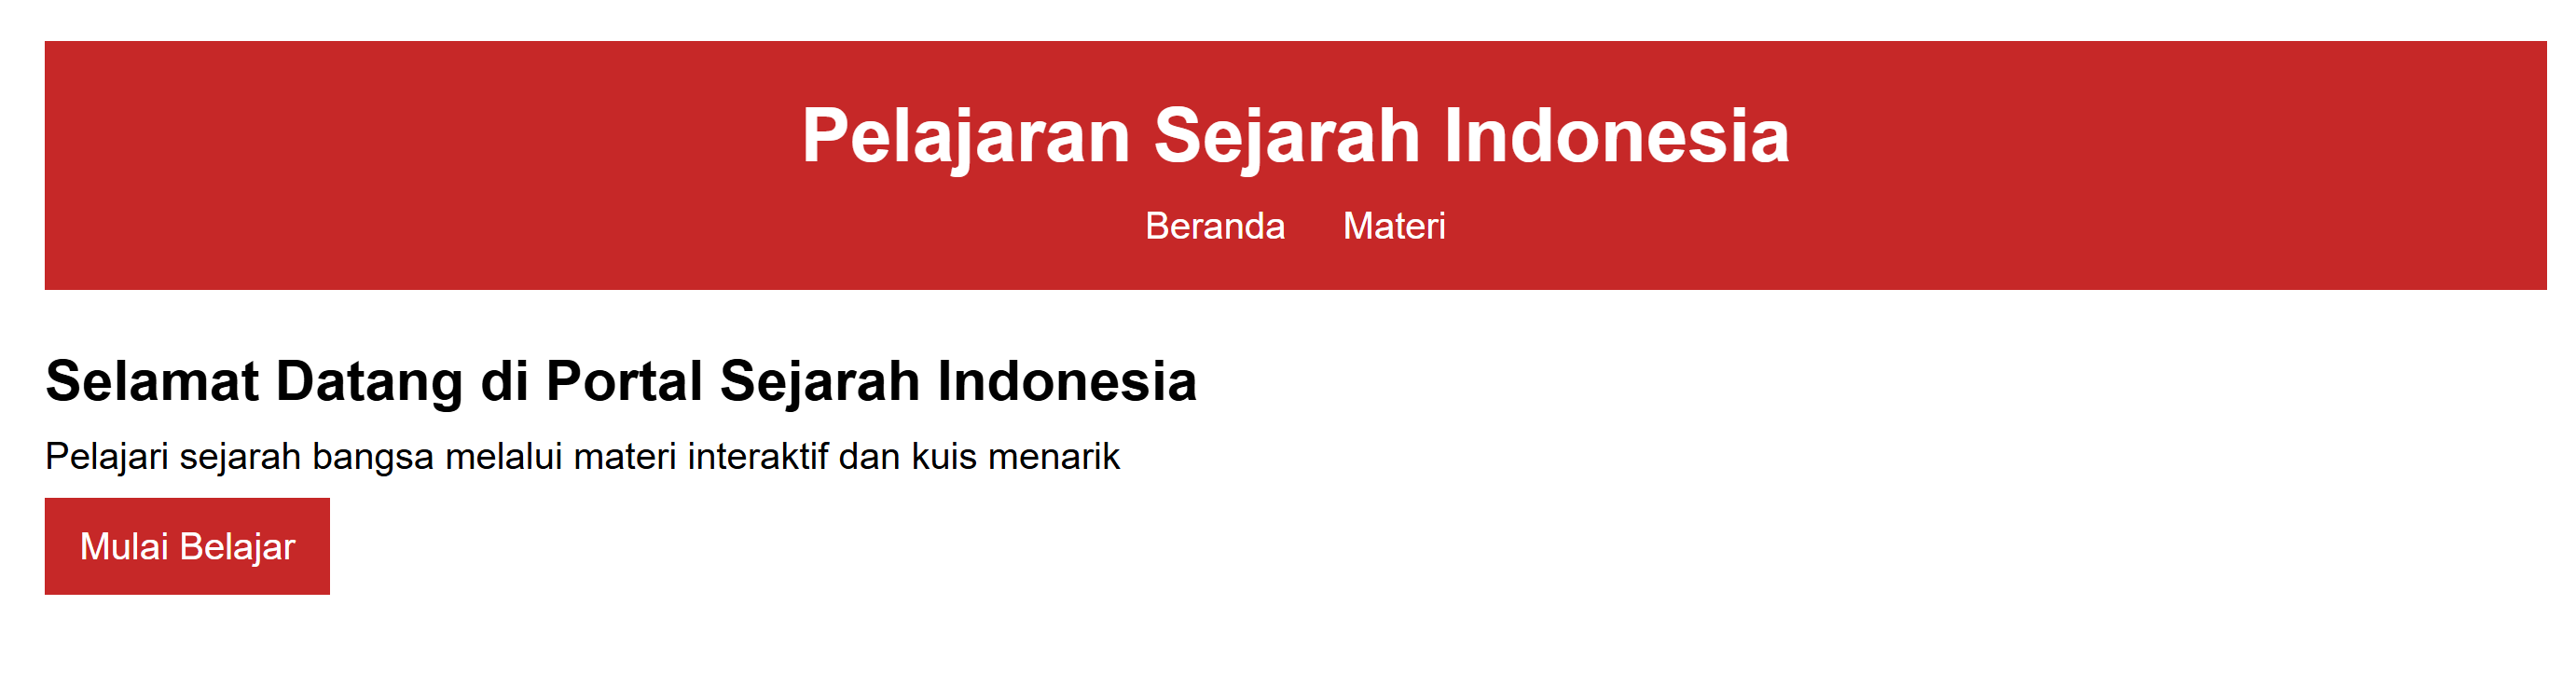 Pelajaran Sejarah Indonesia
Beranda Materi
Selamat Datang di Portal Sejarah Indonesia
Pelajari sejarah bangsa melalui materi interaktif dan kuis menarik
Mulai Belajar